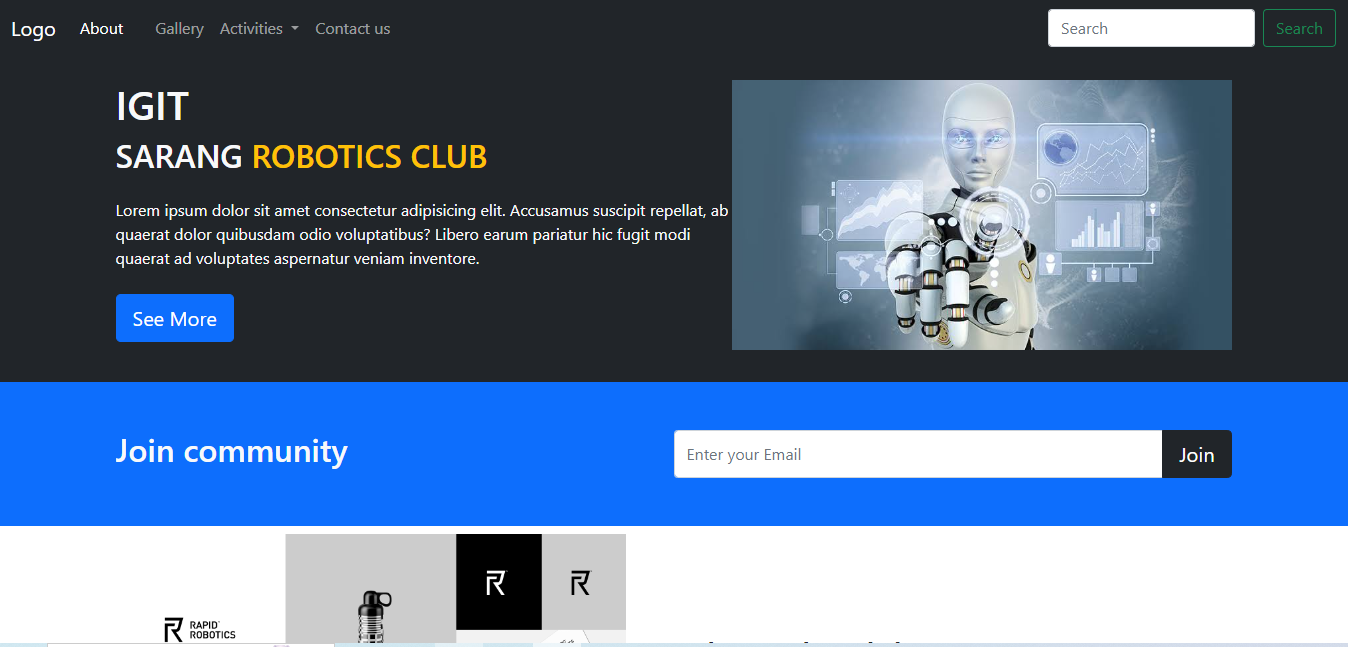 Logo About Gallery Activities Contact us Search Search
IGIT
SARANG ROBOTICS CLUB
Lorem ipsum dolor sit amet consectetur adipisicing elit. Accusamus suscipit repellat, ab
quaerat dolor quibusdam odio voluptatibus? Libero earum pariatur hic fugit modi
quaerat ad voluptates aspernatur veniam inventore.
See More
Join community
Enter your Email Join
RAPID
ROBOTICS